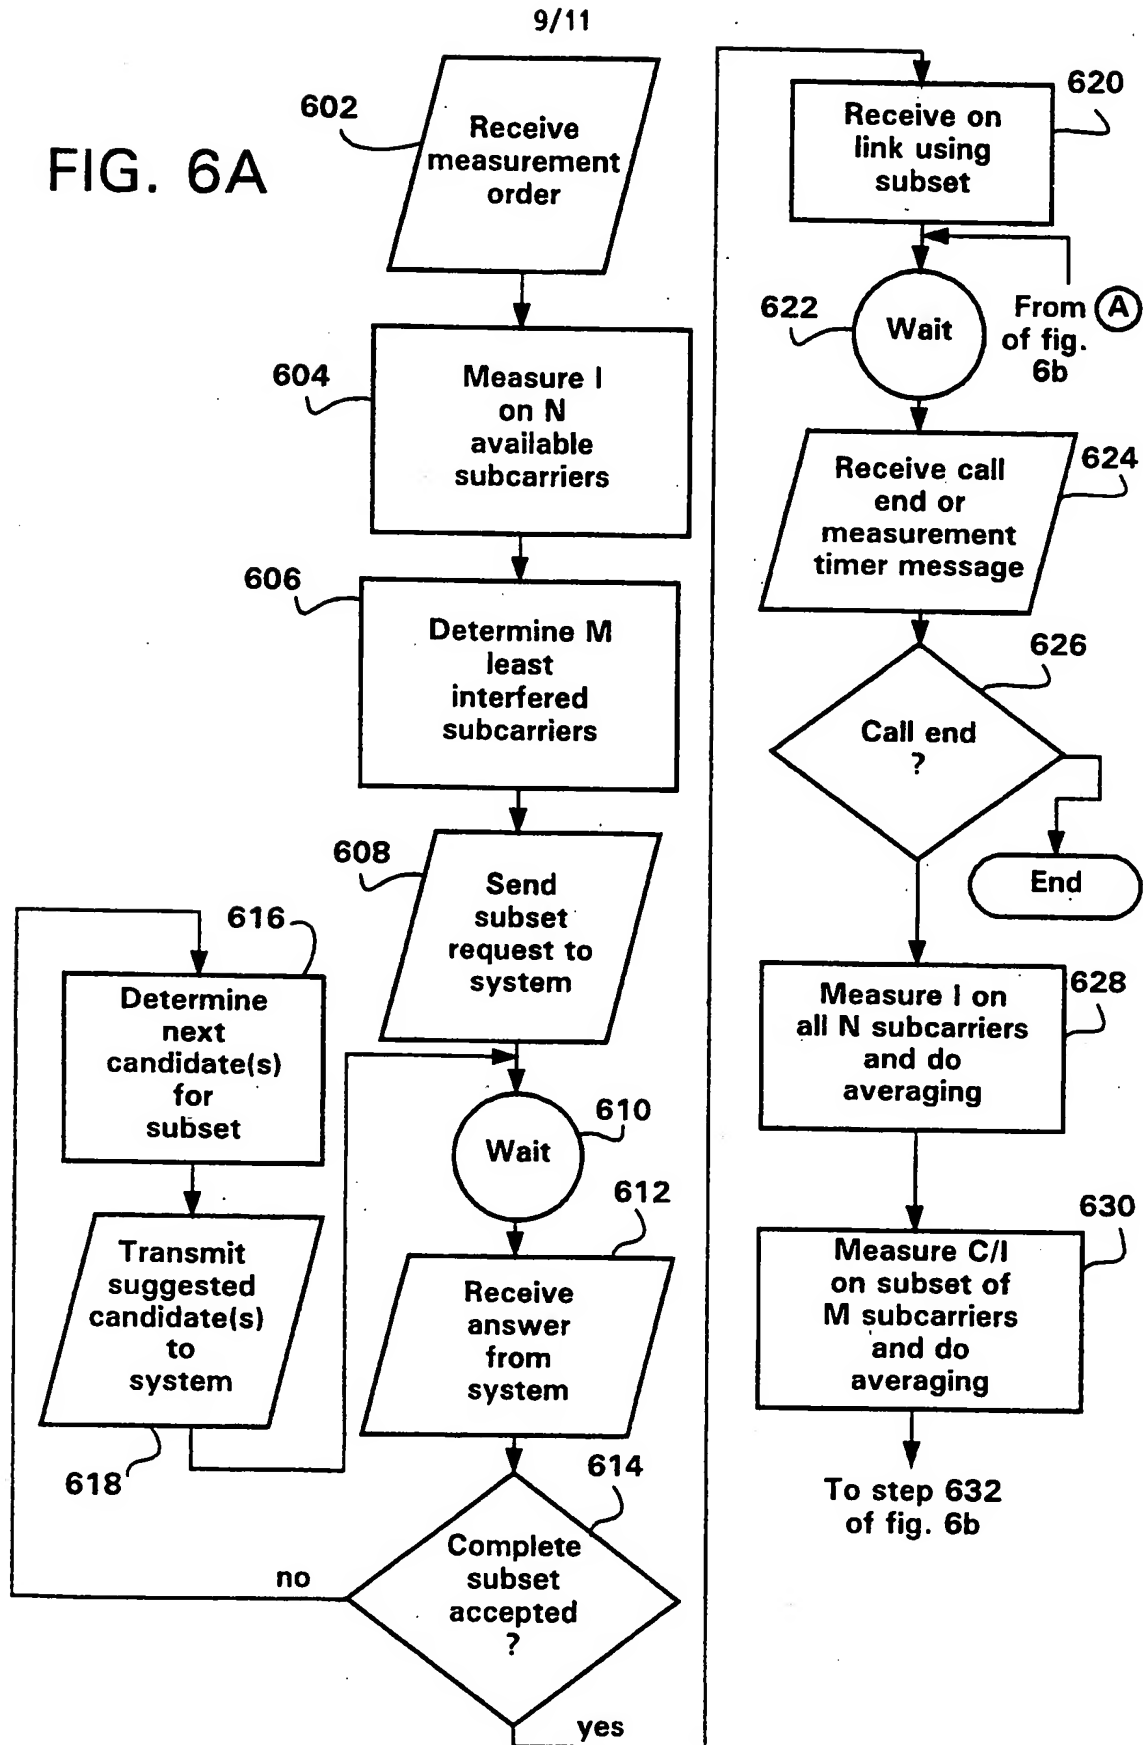 9/11
FIG. 6A
602
Receive
measurement
order
604
Measure I
on N
available
subcarriers
606
Determine M
least
interfered
subcarriers
608
Send
subset
request to
system
616
Determine
next
candidate(s)
for
subset
610
Wait
618
Transmit
suggested
candidate(s)
to
system
612
Receive
answer
from
system
614
Complete
subset
accepted
?
no
yes
620
Receive on
link using
subset
622
Wait
From A
of fig.
6b
624
Receive call
end or
measurement
timer message
626
Call end
?
End
628
Measure I on
all N subcarriers
and do
averaging
630
Measure C/I
on subset of
M subcarriers
and do
averaging
To step 632
of fig. 6b